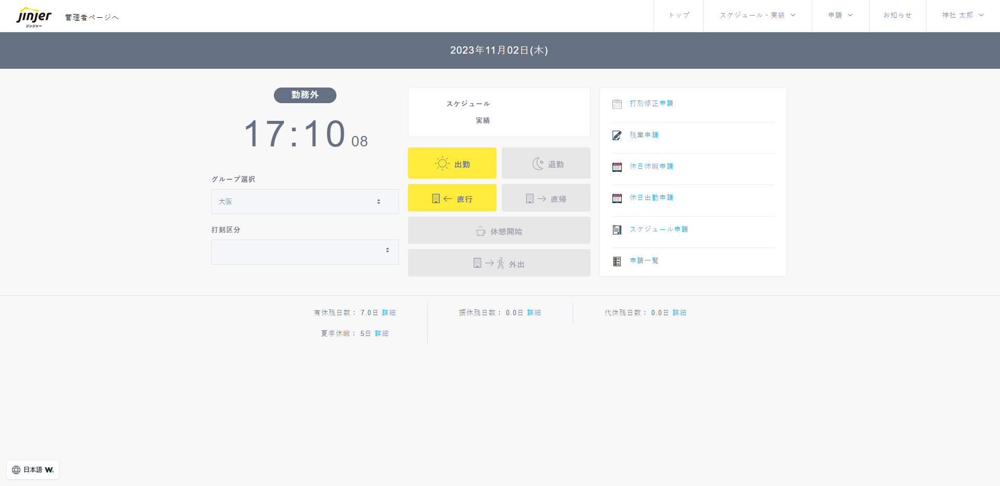 jinjer
ジンジャー
管理者ページへ
トップ
スケジュール・実績
申請
お知らせ
神社 太郎
2023年11月02日(木)
勤務外
17:10 08
グループ選択
大阪
打刻区分
スケジュール
実績
出勤
退勤
直行
直帰
休憩開始
外出
打刻修正申請
残業申請
休日休暇申請
休日出勤申請
スケジュール申請
申請一覧
有休残日数： 7.0日 詳細
振休残日数： 0.0日 詳細
代休残日数： 0.0日 詳細
夏季休暇： 5日 詳細
日本語 W.